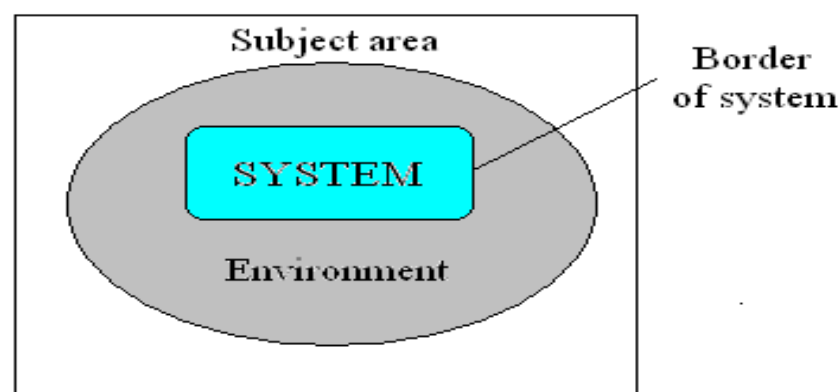 Subject area
Border
of system
SYSTEM
Environment